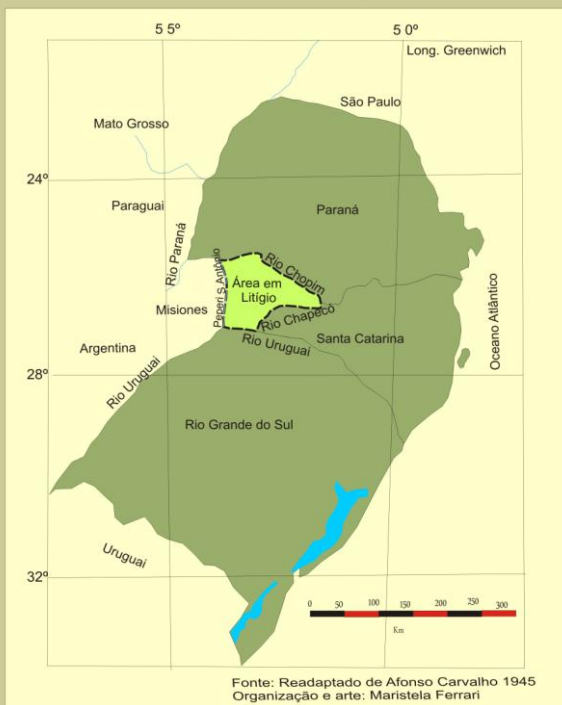 5 5º
5 0º
Long. Greenwich
São Paulo
Mato Grosso
24º
Paraguai
Paraná
Rio Paraná
Peperi S Antônio
Rio Chopim
Área em
Litígio
Misiones
Rio Chapecó
Rio Uruguai
Santa Catarina
Oceano Atlântico
Argentina
28º
Rio Uruguai
Rio Grande do Sul
Uruguai
32º
0 50 100 150 200 250 300
Km
Fonte: Readaptado de Afonso Carvalho 1945
Organização e arte: Maristela Ferrari